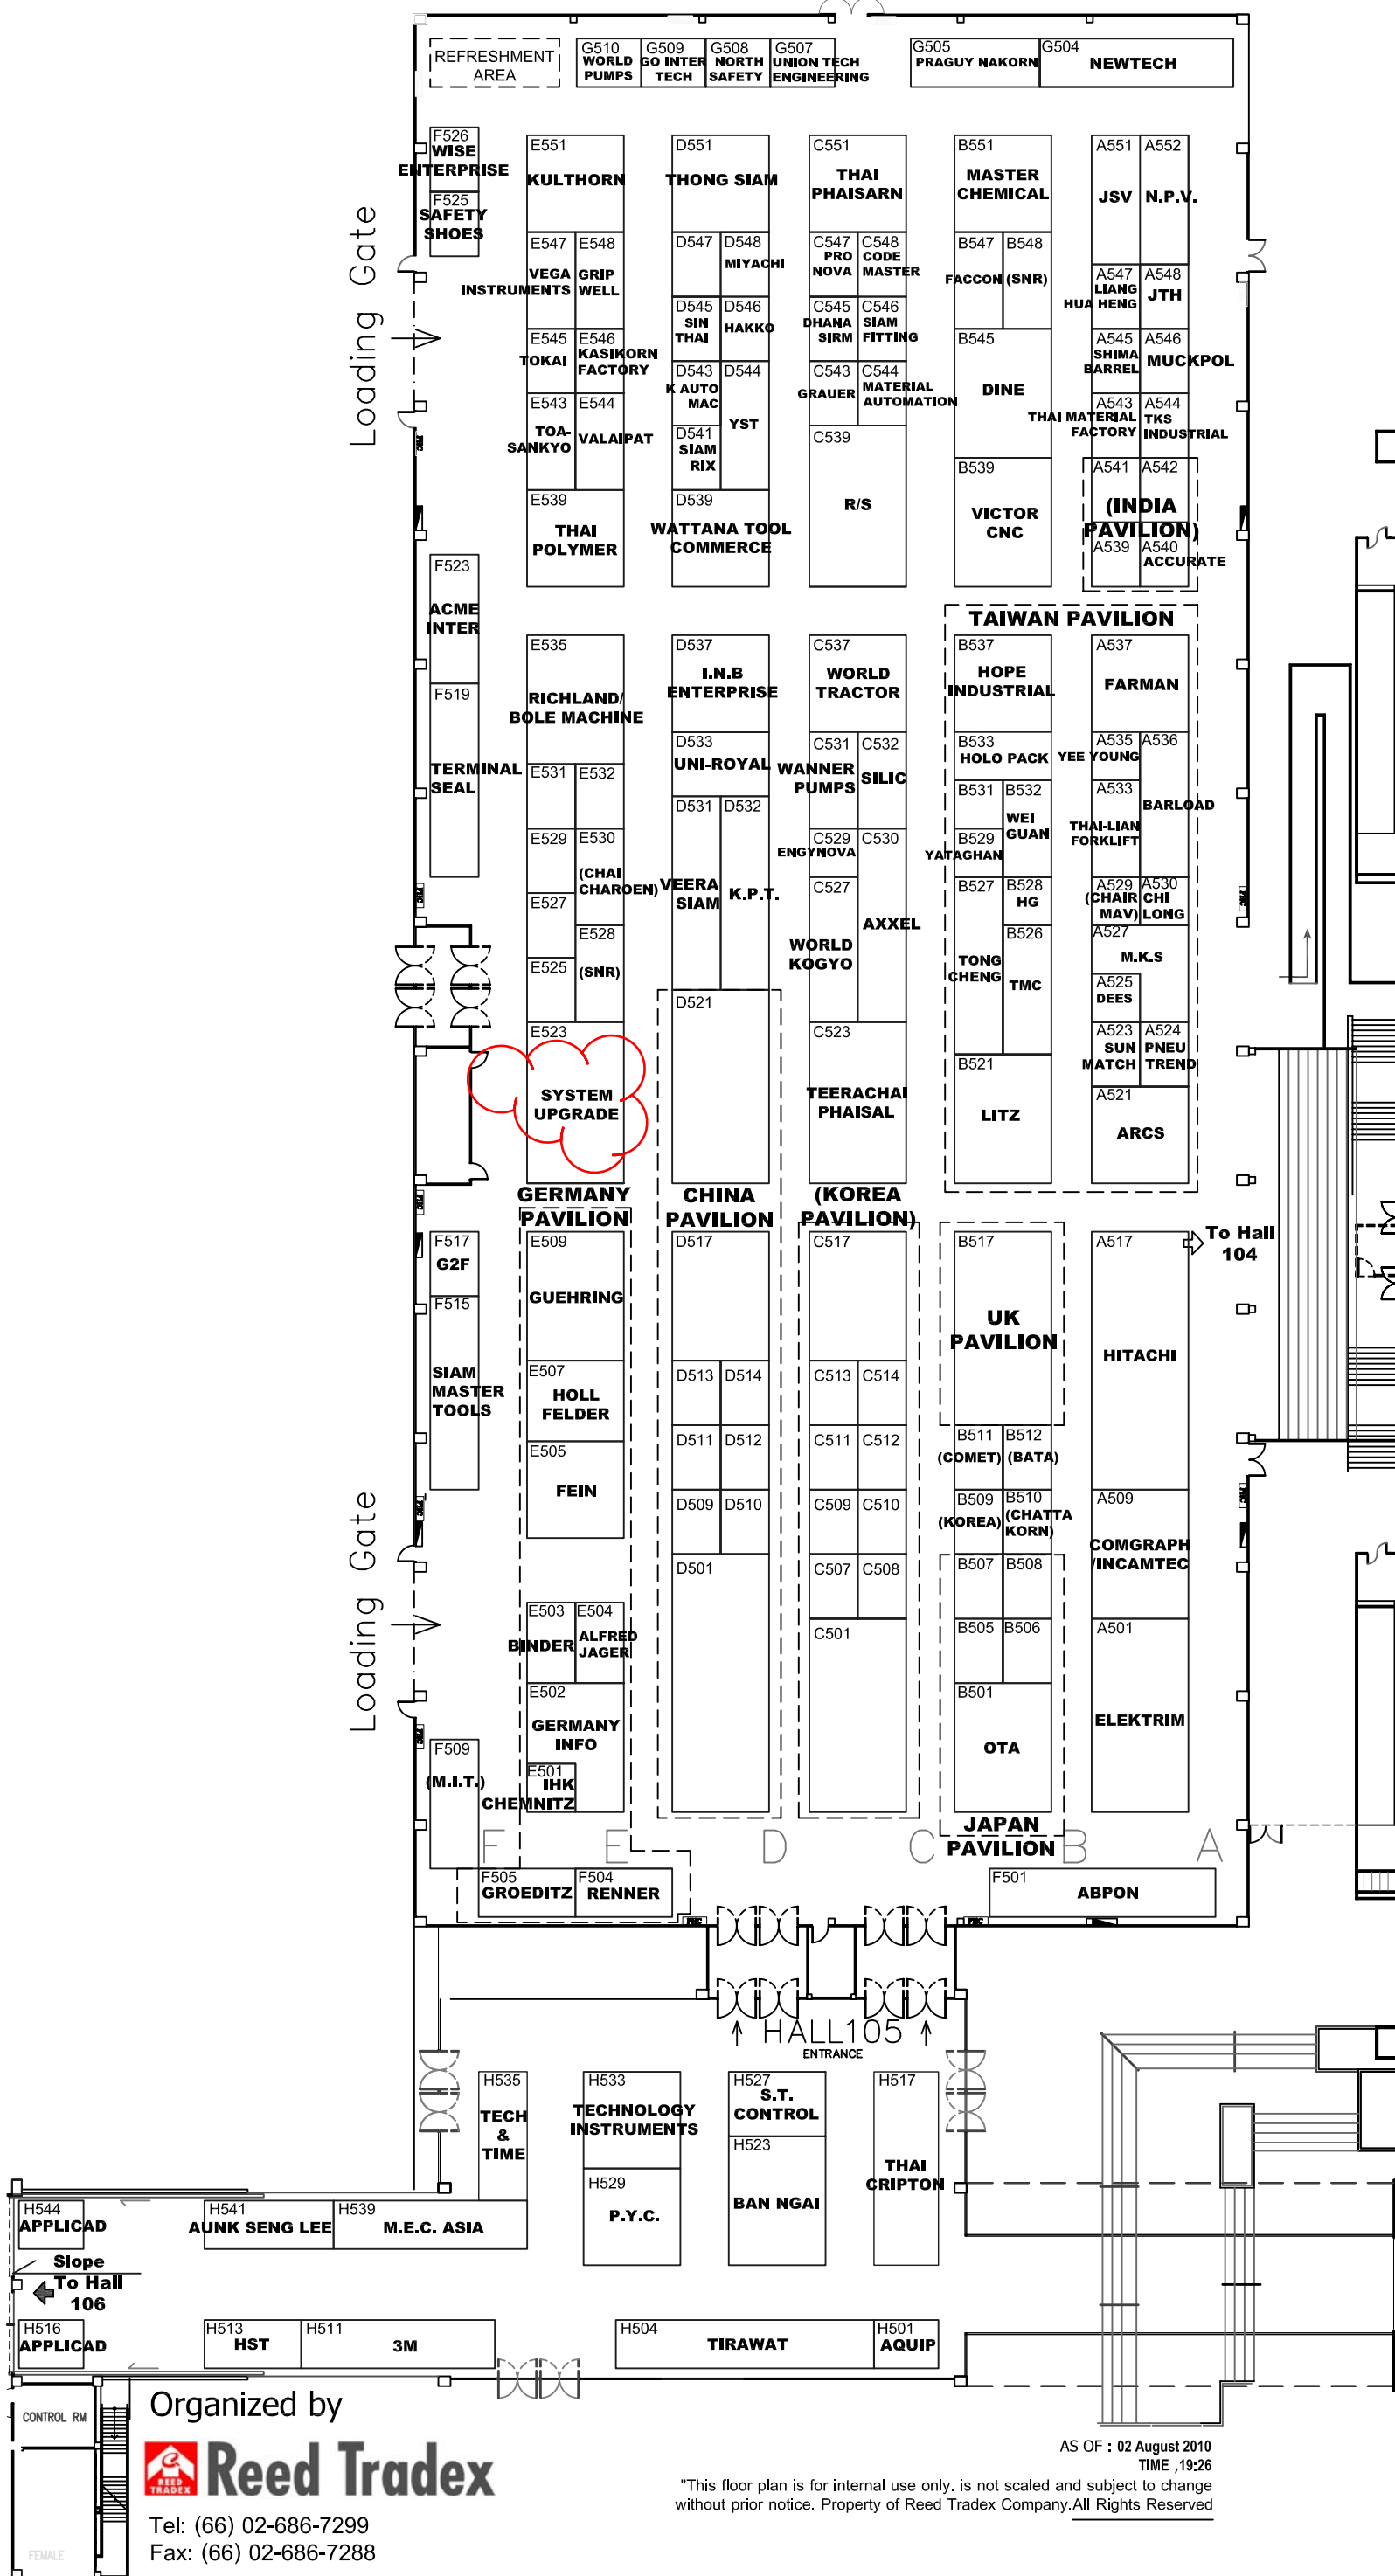 REFRESHMENT
AREA
G510
WORLD
PUMPS
G509
GO INTER
TECH
G508
NORTH
SAFETY
G507
UNION TECH
ENGINEERING
G505
PRAGUY NAKORN
G504
NEWTECH
F526
WISE
ENTERPRISE
F525
SAFETY
SHOES
E551
KULTHORN
D551
THONG SIAM
C551
THAI
PHAISARN
B551
MASTER
CHEMICAL
A551
JSV
A552
N.P.V.
Loading Gate
E547
VEGA
INSTRUMENTS
E548
GRIP
WELL
D547
D548
MIYACHI
C547
PRO
NOVA
C548
CODE
MASTER
B547
FACCON
B548
(SNR)
A547
LIANG
HUA HENG
A548
JTH
D545
SIN
THAI
D546
HAKKO
C545
DHANA
SIRM
C546
SIAM
FITTING
E545
TOKAI
E546
KASIKORN
FACTORY
B545
DINE
A545
SHIMA
BARREL
A546
MUCKPOL
D543
K AUTO
MAC
D544
YST
C543
GRAUER
C544
MATERIAL
AUTOMATION
E543
TOA-
SANKYO
E544
VALAIPAT
A543
THAI MATERIAL
FACTORY
A544
TKS
INDUSTRIAL
D541
SIAM
RIX
C539
R/S
B539
VICTOR
CNC
A541
A542
(INDIA
PAVILION)
A539
A540
ACCURATE
E539
THAI
POLYMER
D539
WATTANA TOOL
COMMERCE
F523
ACME
INTER
TAIWAN PAVILION
E535
RICHLAND/
BOLE MACHINE
D537
I.N.B
ENTERPRISE
C537
WORLD
TRACTOR
B537
HOPE
INDUSTRIAL
A537
FARMAN
F519
TERMINAL
SEAL
D533
UNI-ROYAL
C531
WANNER
PUMPS
C532
SILIC
B533
HOLO PACK
A535
YEE YOUNG
A536
BARLOAD
E531
E532
D531
VEERA
SIAM
D532
K.P.T.
B531
B532
WEI
GUAN
A533
THAI-LIAN
FORKLIFT
E529
E530
(CHAI
CHAROEN)
C529
ENGYNOVA
C530
AXXEL
B529
YATAGHAN
C527
WORLD
KOGYO
B527
TONG
CHENG
B528
HG
A529
(CHAIR
MAV)
A530
CHI
LONG
E527
E528
(SNR)
B526
TMC
A527
M.K.S
E525
A525
DEES
D521
E523
SYSTEM
UPGRADE
C523
TEERACHAI
PHAISAL
B521
LITZ
A523
SUN
MATCH
A524
PNEU
TREND
A521
ARCS
GERMANY
PAVILION
CHINA
PAVILION
(KOREA
PAVILION)
F517
G2F
E509
GUEHRING
D517
C517
B517
UK
PAVILION
A517
HITACHI
To Hall
104
F515
SIAM
MASTER
TOOLS
E507
HOLL
FELDER
D513
D514
C513
C514
E505
FEIN
D511
D512
C511
C512
B511
(COMET)
B512
(BATA)
D509
D510
C509
C510
B509
(KOREA)
B510
(CHATTA
KORN)
A509
COMGRAPH
/INCAMTEC
Loading Gate
D501
C507
C508
B507
B508
E503
BINDER
E504
ALFRED
JAGER
C501
B505
B506
A501
ELEKTRIM
E502
GERMANY
INFO
B501
OTA
F509
(M.I.T.)
E501
IHK
CHEMNITZ
JAPAN
PAVILION
F
E
D
C
B
A
F505
GROEDITZ
F504
RENNER
F501
ABPON
HALL105
ENTRANCE
H535
TECH
&
TIME
H533
TECHNOLOGY
INSTRUMENTS
H527
S.T.
CONTROL
H517
THAI
CRIPTON
H523
BAN NGAI
H529
P.Y.C.
H544
APPLICAD
H541
AUNK SENG LEE
H539
M.E.C. ASIA
Slope
To Hall
106
H516
APPLICAD
H513
HST
H511
3M
H504
TIRAWAT
H501
AQUIP
CONTROL RM
FEMALE
Organized by
REED
TRADEX
Reed Tradex
Tel: (66) 02-686-7299
Fax: (66) 02-686-7288
AS OF : 02 August 2010
TIME ,19:26
"This floor plan is for internal use only. is not scaled and subject to change
without prior notice. Property of Reed Tradex Company.All Rights Reserved